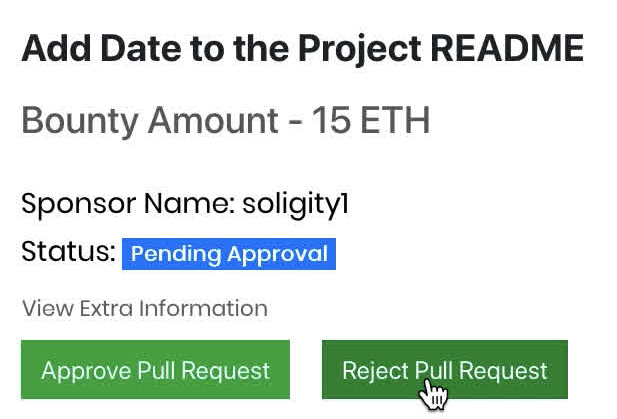 Add Date to the Project README
Bounty Amount - 15 ETH
Sponsor Name: soligity1
Status: Pending Approval
View Extra Information
Approve Pull Request
Reject Pull Request